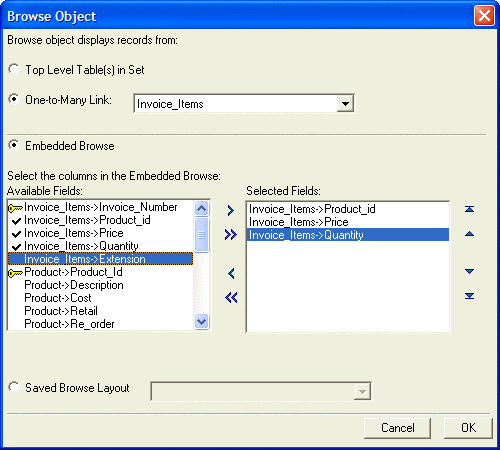 Browse Object
Browse object displays records from:
Top Level Table(s) in Set
One-to-Many Link:
Invoice_Items
Embedded Browse
Select the columns in the Embedded Browse:
Available Fields:
Invoice_Items->Invoice_Number
Invoice_Items->Product_id
Invoice_Items->Price
Invoice_Items->Quantity
Invoice_Items->Extension
Product->Product_Id
Product->Description
Product->Cost
Product->Retail
Product->Re_order
Selected Fields:
Invoice_Items->Product_id
Invoice_Items->Price
Invoice_Items->Quantity
Saved Browse Layout
Cancel
OK